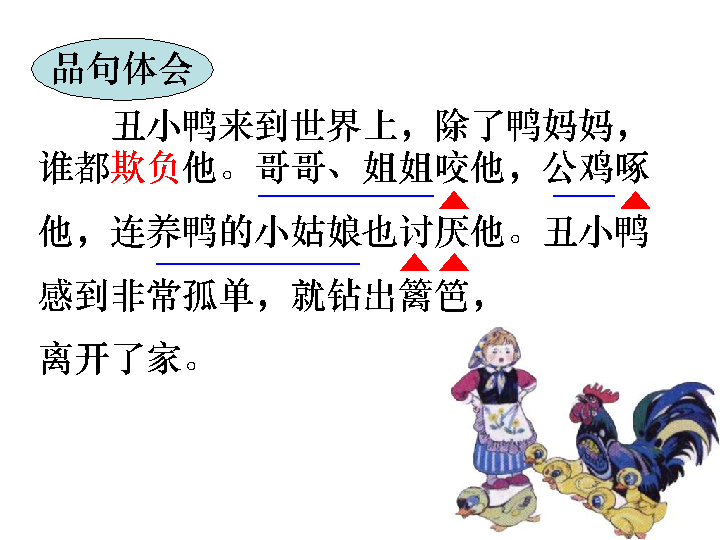 品句体会
丑小鸭来到世界上，除了鸭妈妈，
谁都欺负他。哥哥、姐姐咬他，公鸡啄
他，连养鸭的小姑娘也讨厌他。丑小鸭
感到非常孤单，就钻出篱笆，
离开了家。